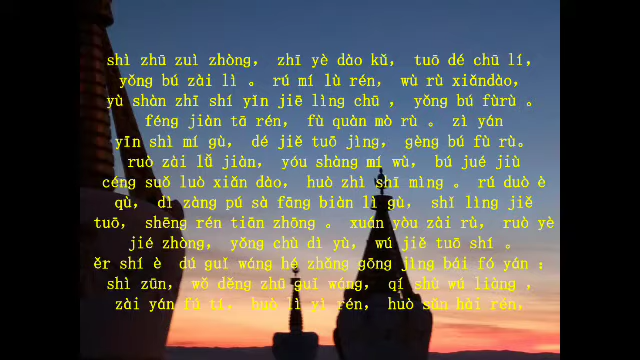 shì zhū zuì zhòng, zhī yè dào kǔ, tuō dé chū lí,
yǒng bú zài lì 。 rú mí lù rén, wù rù xiǎndào,
yù shàn zhī shí yǐn jiē lìng chū , yǒng bú fùrù 。
féng jiàn tā rén, fù quàn mò rù 。 zì yán
yīn shì mí gù, dé jiě tuō jìng, gèng bú fù rù。
ruò zài lǚ jiàn, yóu shàng mí wù, bú jué jiù
céng suǒ luò xiǎn dào, huò zhì shī mìng 。 rú duò è
qù, dì zàng pú sà fāng biàn lì gù, shǐ lìng jiě
tuō, shēng rén tiān zhōng 。 xuán yòu zài rù, ruò yè
jié zhòng, yǒng chù dì yù, wú jiě tuō shí 。
ěr shí è dú guǐ wáng hé zhǎng gōng jìng bái fó yán :
shì zūn, wǒ děng zhū guǐ wáng, qí shù wú liàng ,
zài yán fú tí, huò lì yì rén, huò sǔn hài rén,